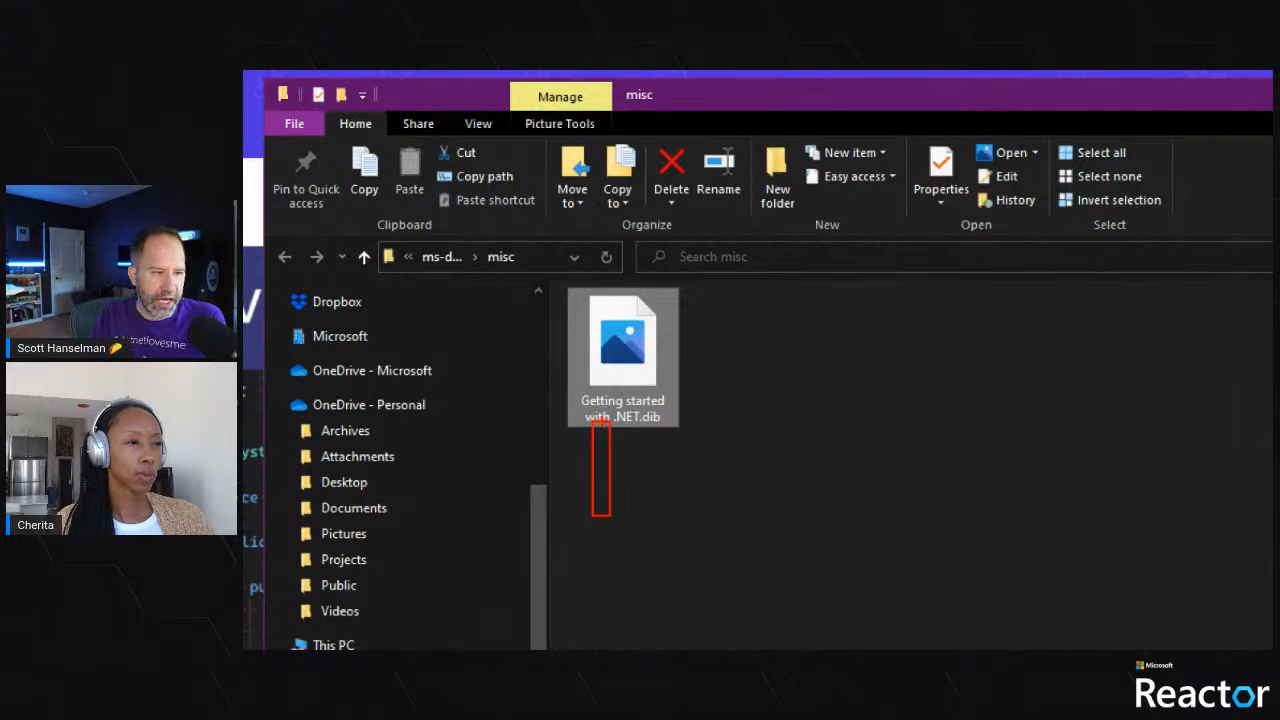 Manage
misc
File
Home
Share
View
Picture Tools
Pin to Quick access
Copy
Paste
Cut
Copy path
Paste shortcut
Clipboard
Move to
Copy to
Delete
Rename
Organize
New folder
New item
Easy access
New
Properties
Open
Edit
History
Open
Select all
Select none
Invert selection
Select
ms-d...
misc
Search misc
Dropbox
Microsoft
OneDrive - Microsoft
OneDrive - Personal
Archives
Attachments
Desktop
Documents
Pictures
Projects
Public
Videos
This PC
Getting started
with .NET.dib
netlovesme
Scott Hanselman
Cherita
Microsoft
Reactor